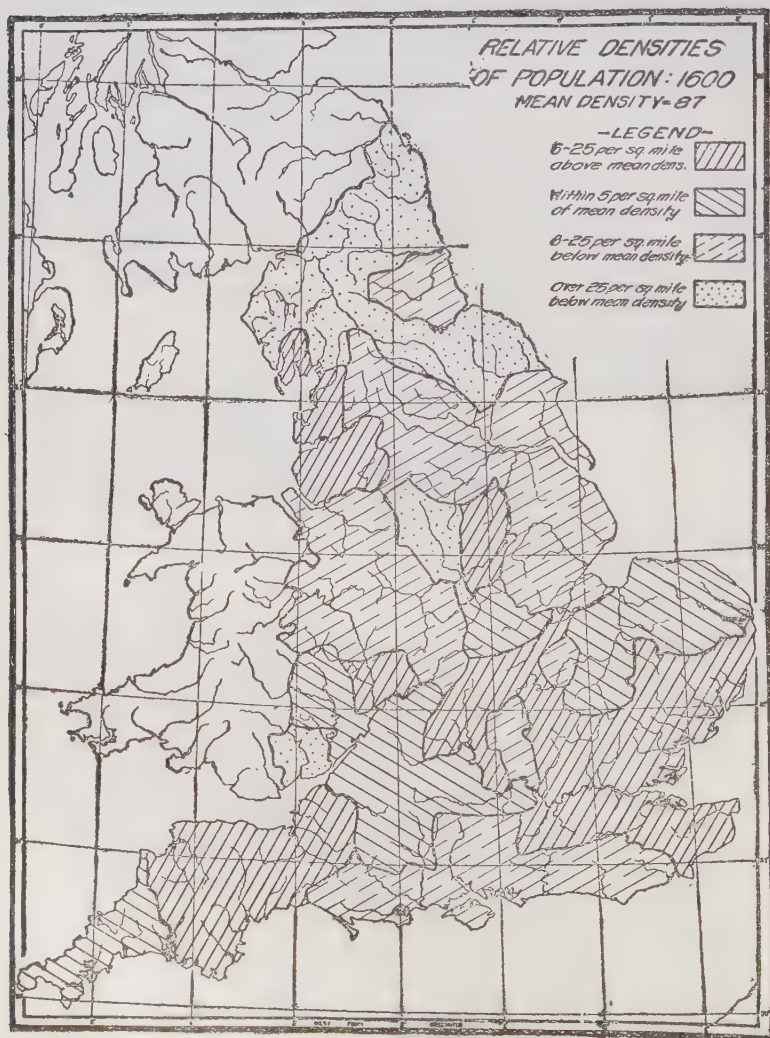 RELATIVE DENSITIES
OF POPULATION: 1600
MEAN DENSITY=87
-LEGEND-
6-25 per sq. mile
above mean dens.
Within 5 per sq. mile
of mean density
6-25 per sq. mile
below mean density.
Over 25 per sq. mile
below mean density